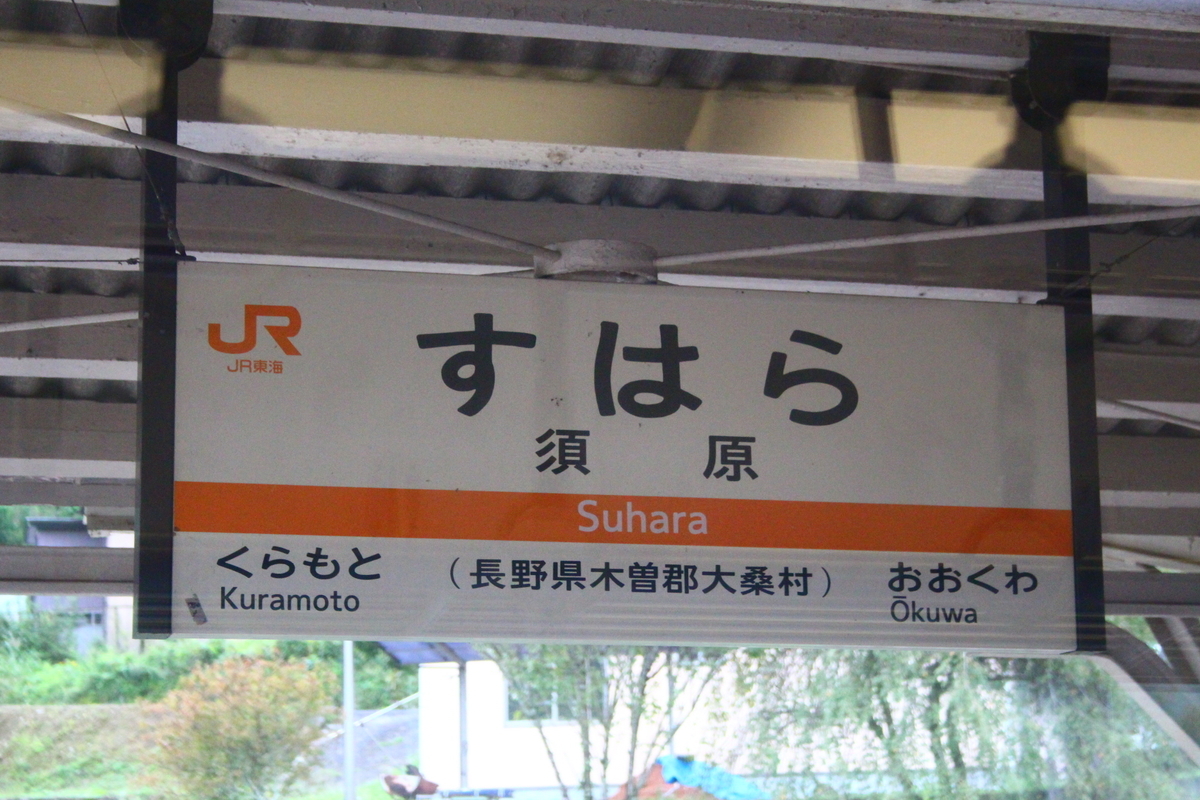 JR
JR東海
すはら
須原
Suhara
くらもと
Kuramoto
(長野県木曽郡大桑村)
おおくわ
Ōkuwa